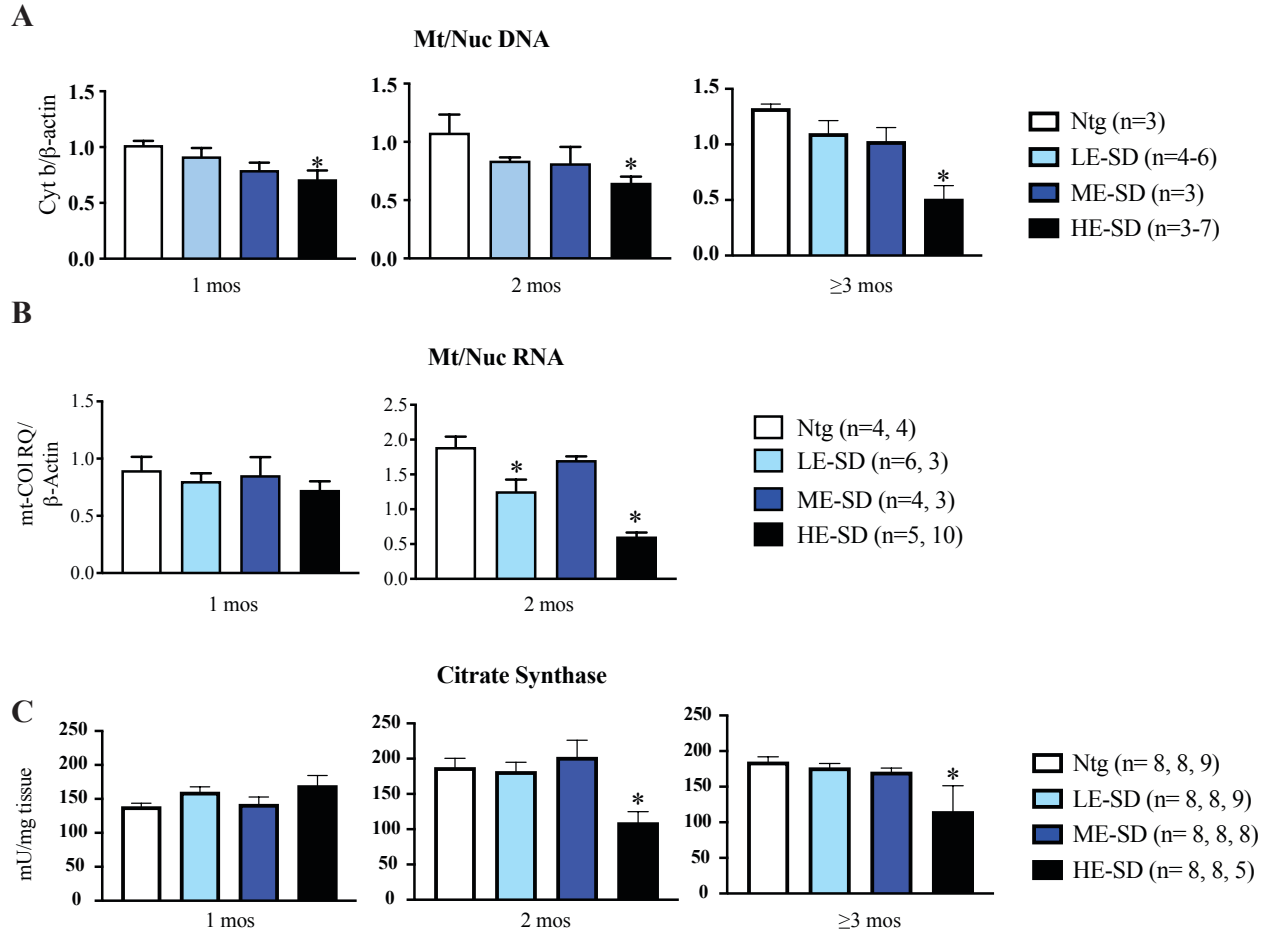 A
Mt/Nuc DNA
Cyt b/β-actin
1.5
1.0
0.5
0.0
*
1 mos
1.5
1.0
0.5
0.0
*
2 mos
1.5
1.0
0.5
0.0
*
≥3 mos
Ntg (n=3)
LE-SD (n=4-6)
ME-SD (n=3)
HE-SD (n=3-7)
B
Mt/Nuc RNA
mt-COI RQ/
β-Actin
1.5
1.0
0.5
0.0
1 mos
2.5
2.0
1.5
1.0
0.5
0.0
*
*
2 mos
Ntg (n=4, 4)
LE-SD (n=6, 3)
ME-SD (n=4, 3)
HE-SD (n=5, 10)
Citrate Synthase
C
mU/mg tissue
250
200
150
100
50
0
1 mos
250
200
150
100
50
0
*
2 mos
250
200
150
100
50
0
*
≥3 mos
Ntg (n= 8, 8, 9)
LE-SD (n= 8, 8, 9)
ME-SD (n= 8, 8, 8)
HE-SD (n= 8, 8, 5)